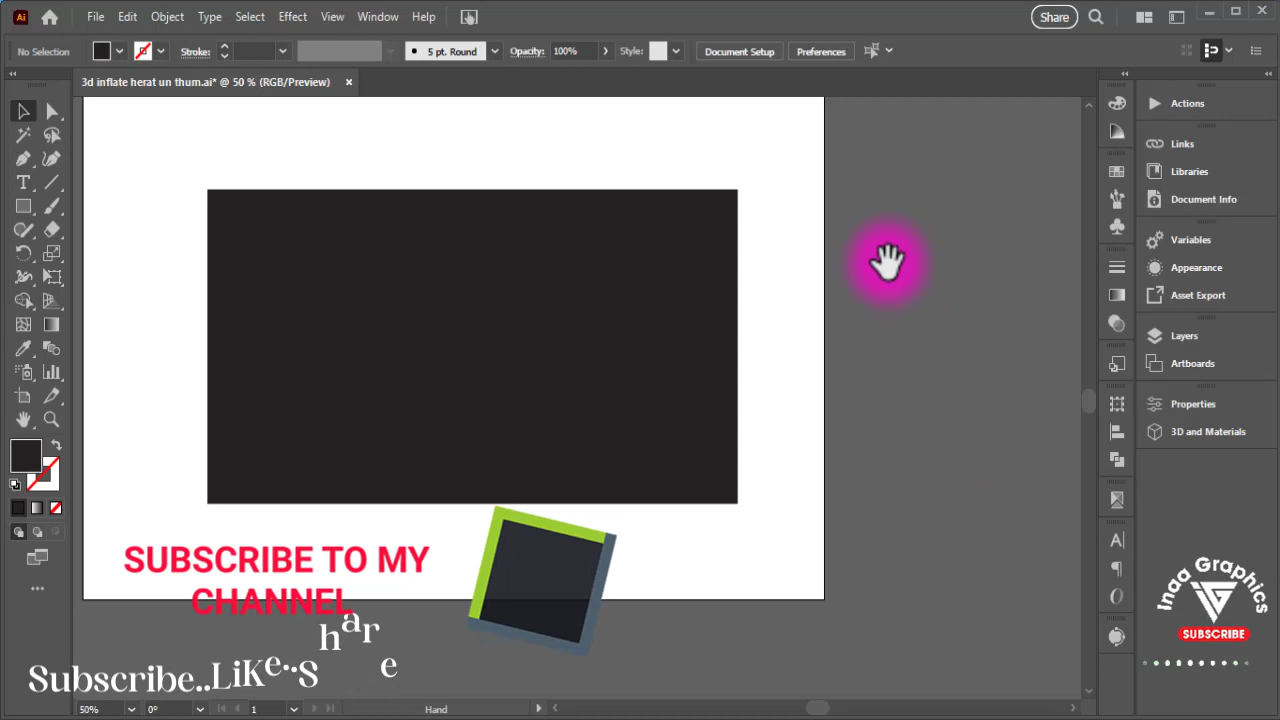 Ai File Edit Object Type Select Effect View Window Help Share
No Selection Stroke: 5 pt. Round Opacity: 100% Style: Document Setup Preferences
3d inflate herat un thum.ai* @ 50 % (RGB/Preview) ×
Actions
Links
Libraries
Document Info
Variables
Appearance
Asset Export
Layers
Artboards
Properties
3D and Materials
SUBSCRIBE TO MY
CHANNEL
Subscribe..Like..share
Inaa Graphics
SUBSCRIBE
50% 0° 1 Hand